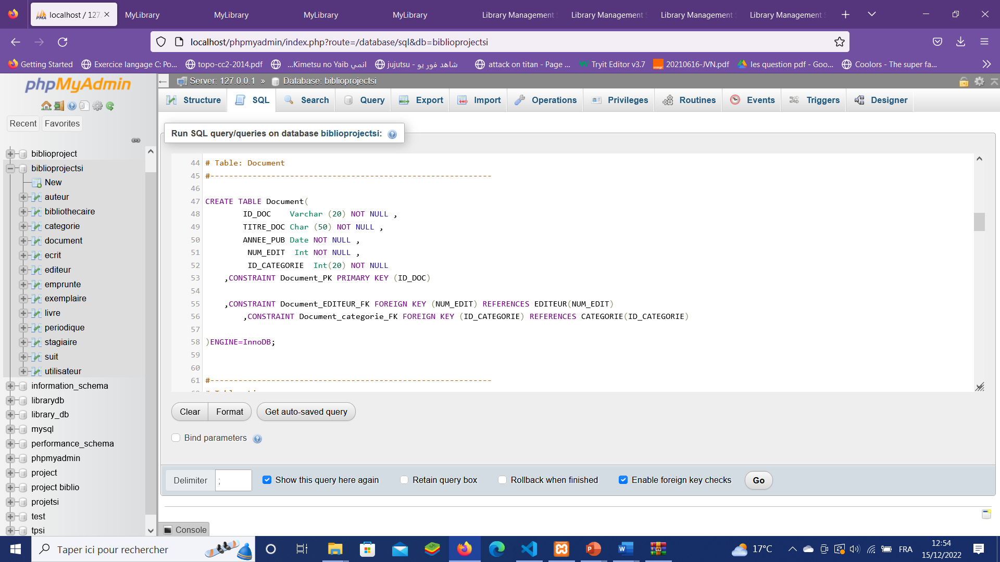 localhost / 127.
MyLibrary
MyLibrary
MyLibrary
MyLibrary
Library Management
Library Management
Library Management
Library Management
localhost/phpmyadmin/index.php?route=/database/sql&db=biblioprojectsi
Getting Started
Exercice langage C: Po...
topo-cc2-2014.pdf
انمي Kimetsu no Yaib...
شاهد فور يو - jujutsu
attack on titan - Page ...
Tryit Editor v3.7
20210616-JVN.pdf
les question pdf - Goo...
Coolors - The super fa...
phpMyAdmin
Recent
Favorites
biblioproject
biblioprojectsi
New
auteur
bibliothecaire
categorie
document
ecrit
editeur
emprunte
exemplaire
livre
periodique
stagiaire
suit
utilisateur
information_schema
librarydb
library_db
mysql
performance_schema
phpmyadmin
project
project biblio
projetsi
test
tpsi
Server: 127.0.0.1 » Database: biblioprojectsi
Structure
SQL
Search
Query
Export
Import
Operations
Privileges
Routines
Events
Triggers
Designer
Run SQL query/queries on database biblioprojectsi:
44 # Table: Document
45 #------------------------------------------------------------
46
47 CREATE TABLE Document(
48 ID_DOC Varchar (20) NOT NULL ,
49 TITRE_DOC Char (50) NOT NULL ,
50 ANNEE_PUB Date NOT NULL ,
51 NUM_EDIT Int NOT NULL ,
52 ID_CATEGORIE Int(20) NOT NULL
53 ,CONSTRAINT Document_PK PRIMARY KEY (ID_DOC)
54
55 ,CONSTRAINT Document_EDITEUR_FK FOREIGN KEY (NUM_EDIT) REFERENCES EDITEUR(NUM_EDIT)
56 ,CONSTRAINT Document_categorie_FK FOREIGN KEY (ID_CATEGORIE) REFERENCES CATEGORIE(ID_CATEGORIE)
57
58 )ENGINE=InnoDB;
59
60
61 #------------------------------------------------------------
Clear
Format
Get auto-saved query
Bind parameters
Delimiter ;
Show this query here again
Retain query box
Rollback when finished
Enable foreign key checks
Go
Console
Taper ici pour rechercher
17°C
FRA
12:54
15/12/2022